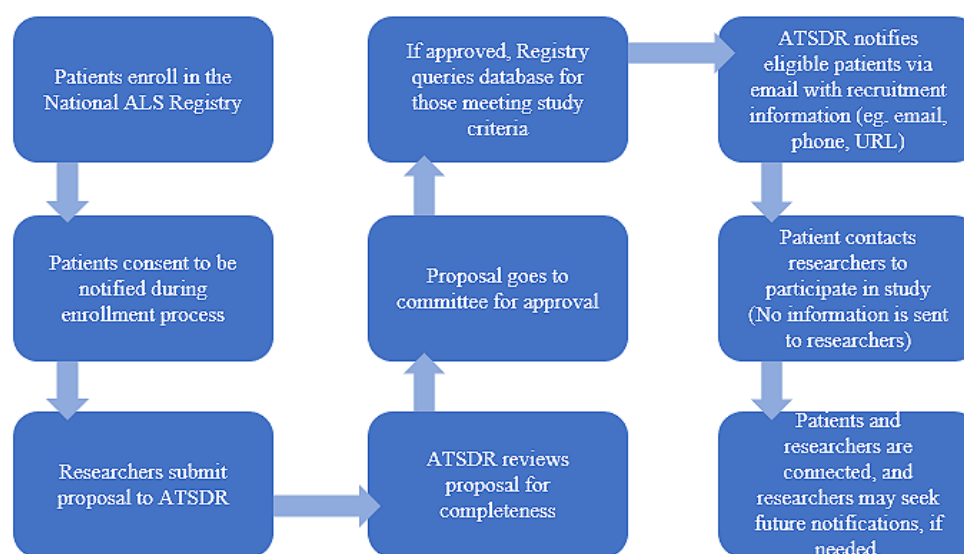 Patients enroll in the
National ALS Registry
Patients consent to be
notified during
enrollment process
Researchers submit
proposal to ATSDR
ATSDR reviews
proposal for
completeness
Proposal goes to
committee for approval
If approved, Registry
queries database for
those meeting study
criteria
ATSDR notifies
eligible patients via
email with recruitment
information (eg. email,
phone, URL)
Patient contacts
researchers to
participate in study
(No information is sent
to researchers)
Patients and
researchers are
connected, and
researchers may seek
future notifications, if
needed